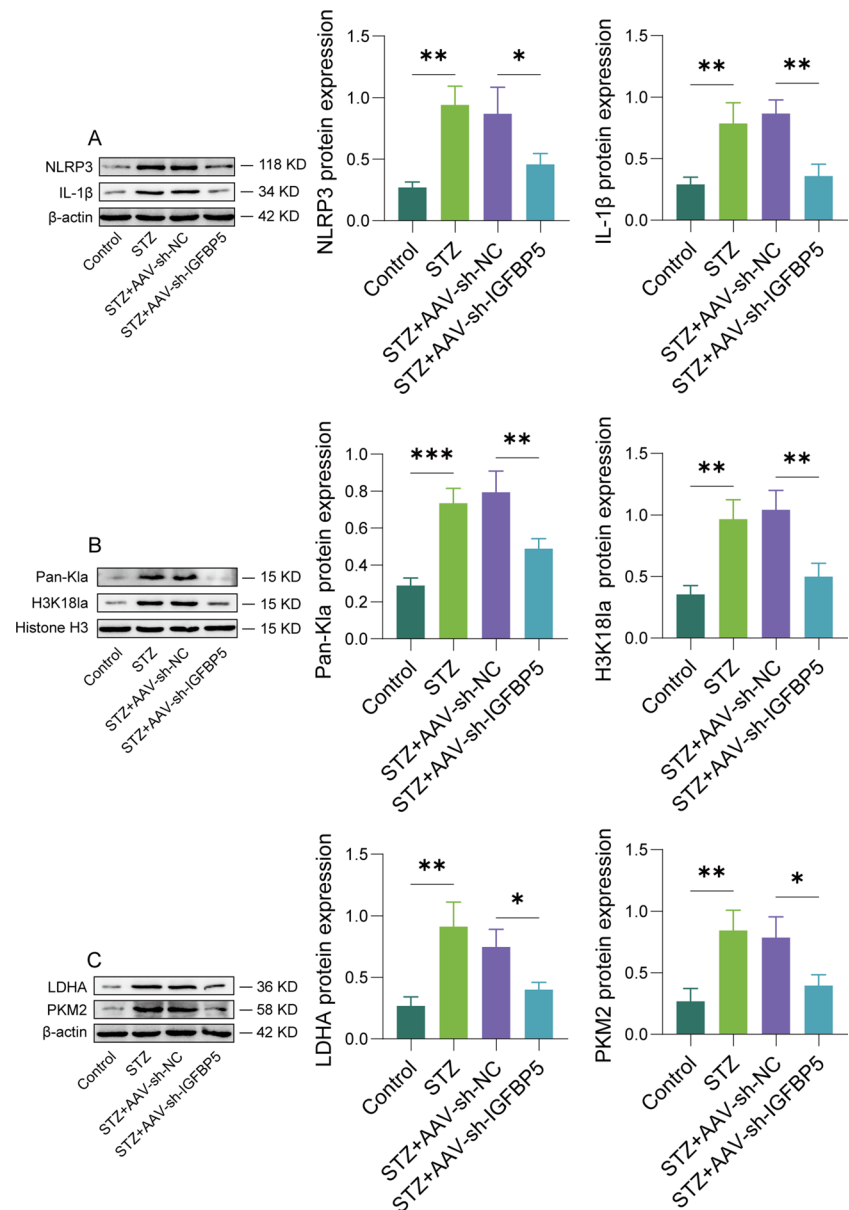 A
NLRP3 — 118 KD
IL-1β — 34 KD
β-actin — 42 KD
Control
STZ
STZ+AAV-sh-NC
STZ+AAV-sh-IGFBP5
NLRP3 protein expression
1.5
1.0
0.5
0.0
**
*
Control
STZ
STZ+AAV-sh-NC
STZ+AAV-sh-IGFBP5
IL-1β protein expression
1.5
1.0
0.5
0.0
**
**
Control
STZ
STZ+AAV-sh-NC
STZ+AAV-sh-IGFBP5
B
Pan-Kla — 15 KD
H3K18la — 15 KD
Histone H3 — 15 KD
Control
STZ
STZ+AAV-sh-NC
STZ+AAV-sh-IGFBP5
Pan-Kla protein expression
1.0
0.8
0.6
0.4
0.2
0.0
***
**
Control
STZ
STZ+AAV-sh-NC
STZ+AAV-sh-IGFBP5
H3K18la protein expression
1.5
1.0
0.5
0.0
**
**
Control
STZ
STZ+AAV-sh-NC
STZ+AAV-sh-IGFBP5
C
LDHA — 36 KD
PKM2 — 58 KD
β-actin — 42 KD
Control
STZ
STZ+AAV-sh-NC
STZ+AAV-sh-IGFBP5
LDHA protein expression
1.5
1.0
0.5
0.0
**
*
Control
STZ
STZ+AAV-sh-NC
STZ+AAV-sh-IGFBP5
PKM2 protein expression
1.5
1.0
0.5
0.0
**
*
Control
STZ
STZ+AAV-sh-NC
STZ+AAV-sh-IGFBP5